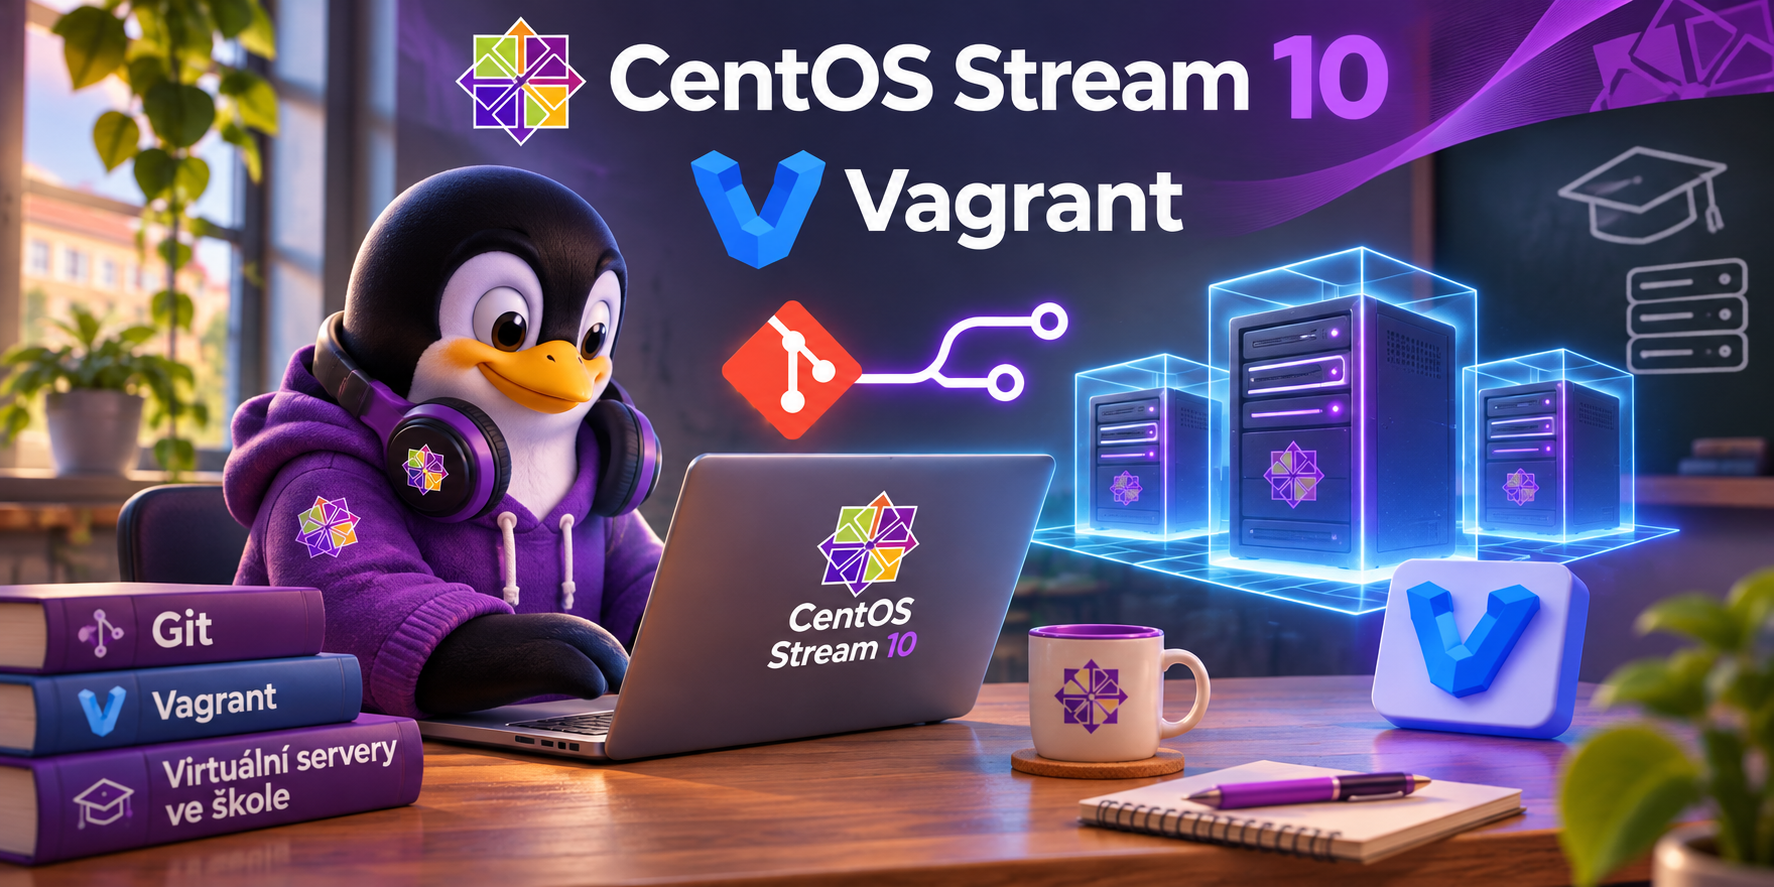 CentOS Stream 10
Vagrant
CentOS
Stream 10
Git
Vagrant
Virtuální servery
ve škole